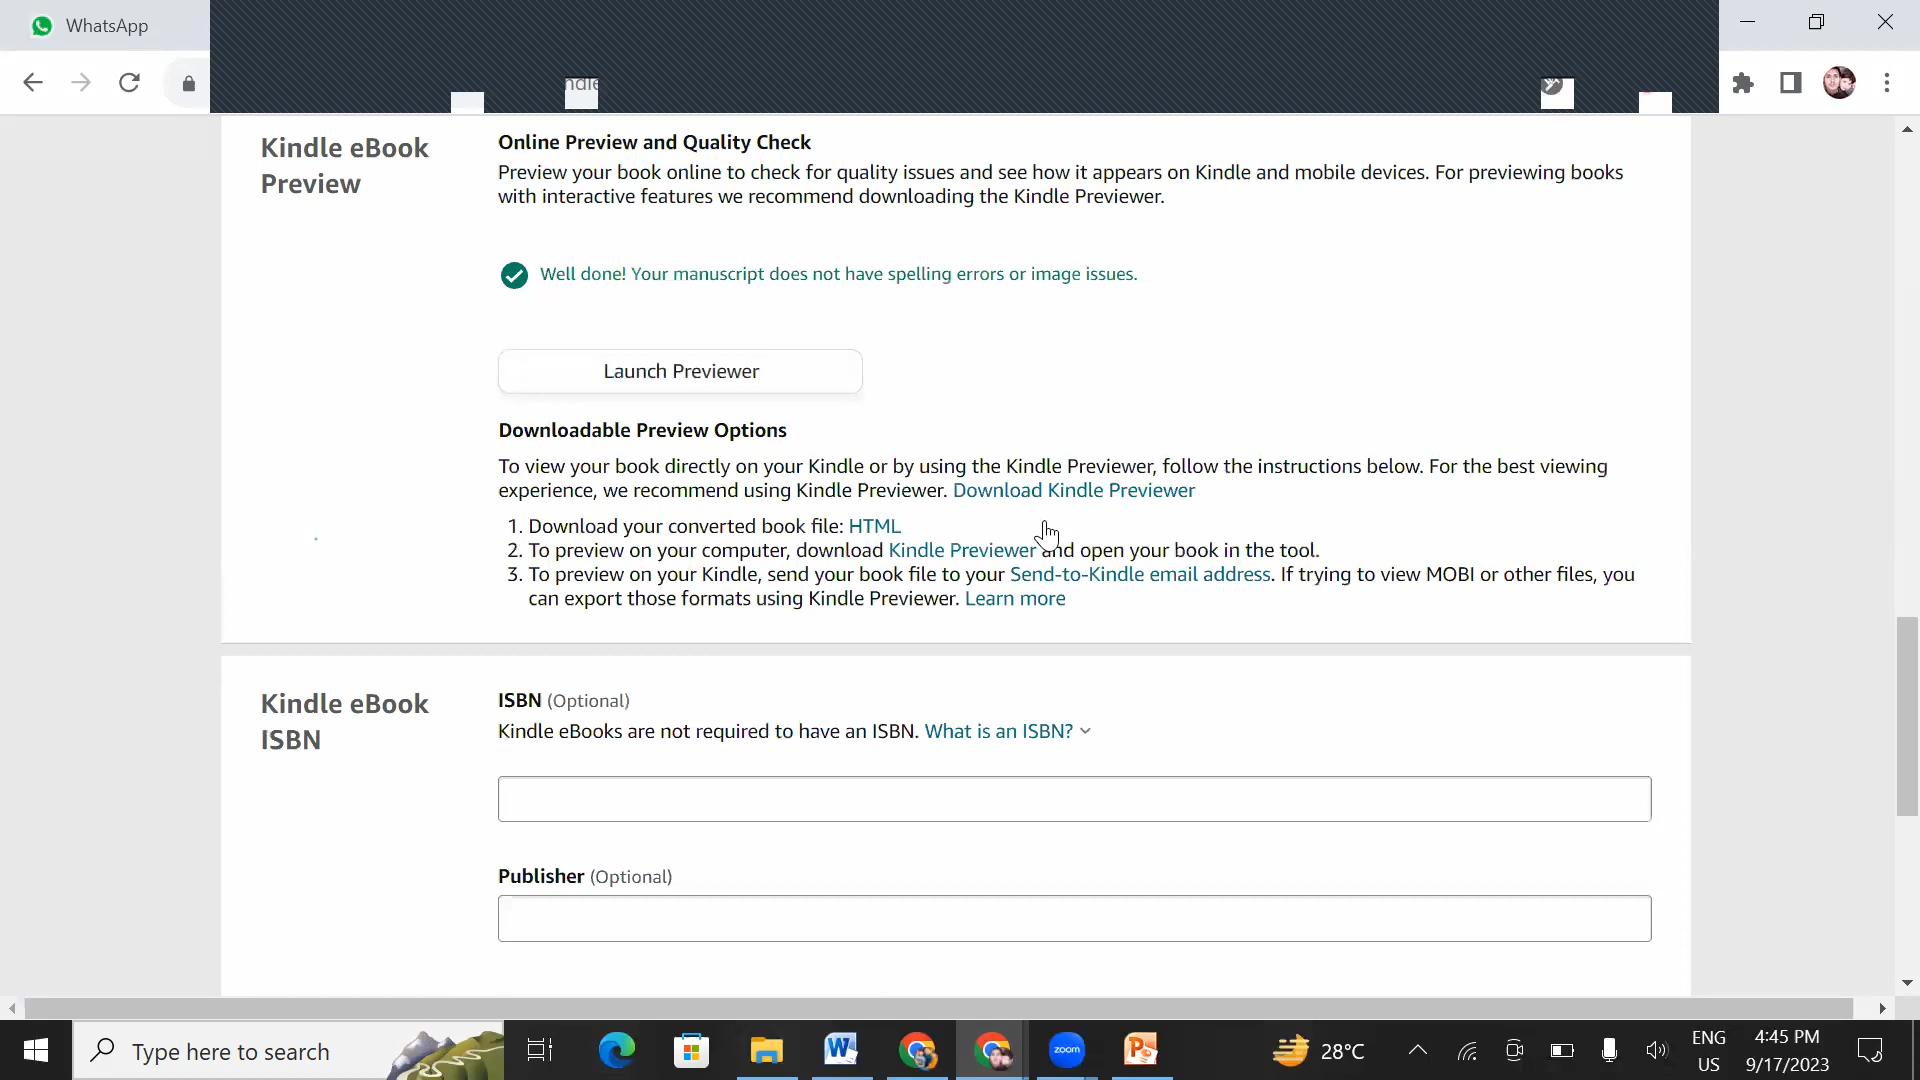 WhatsApp
Kindle eBook
Preview
Online Preview and Quality Check
Preview your book online to check for quality issues and see how it appears on Kindle and mobile devices. For previewing books
with interactive features we recommend downloading the Kindle Previewer.
Well done! Your manuscript does not have spelling errors or image issues.
Launch Previewer
Downloadable Preview Options
To view your book directly on your Kindle or by using the Kindle Previewer, follow the instructions below. For the best viewing
experience, we recommend using Kindle Previewer. Download Kindle Previewer
1. Download your converted book file: HTML
2. To preview on your computer, download Kindle Previewer and open your book in the tool.
3. To preview on your Kindle, send your book file to your Send-to-Kindle email address. If trying to view MOBI or other files, you
can export those formats using Kindle Previewer. Learn more
Kindle eBook
ISBN
ISBN (Optional)
Kindle eBooks are not required to have an ISBN. What is an ISBN?
Publisher (Optional)
Type here to search
zoom
28°C
ENG
US
4:45 PM
9/17/2023